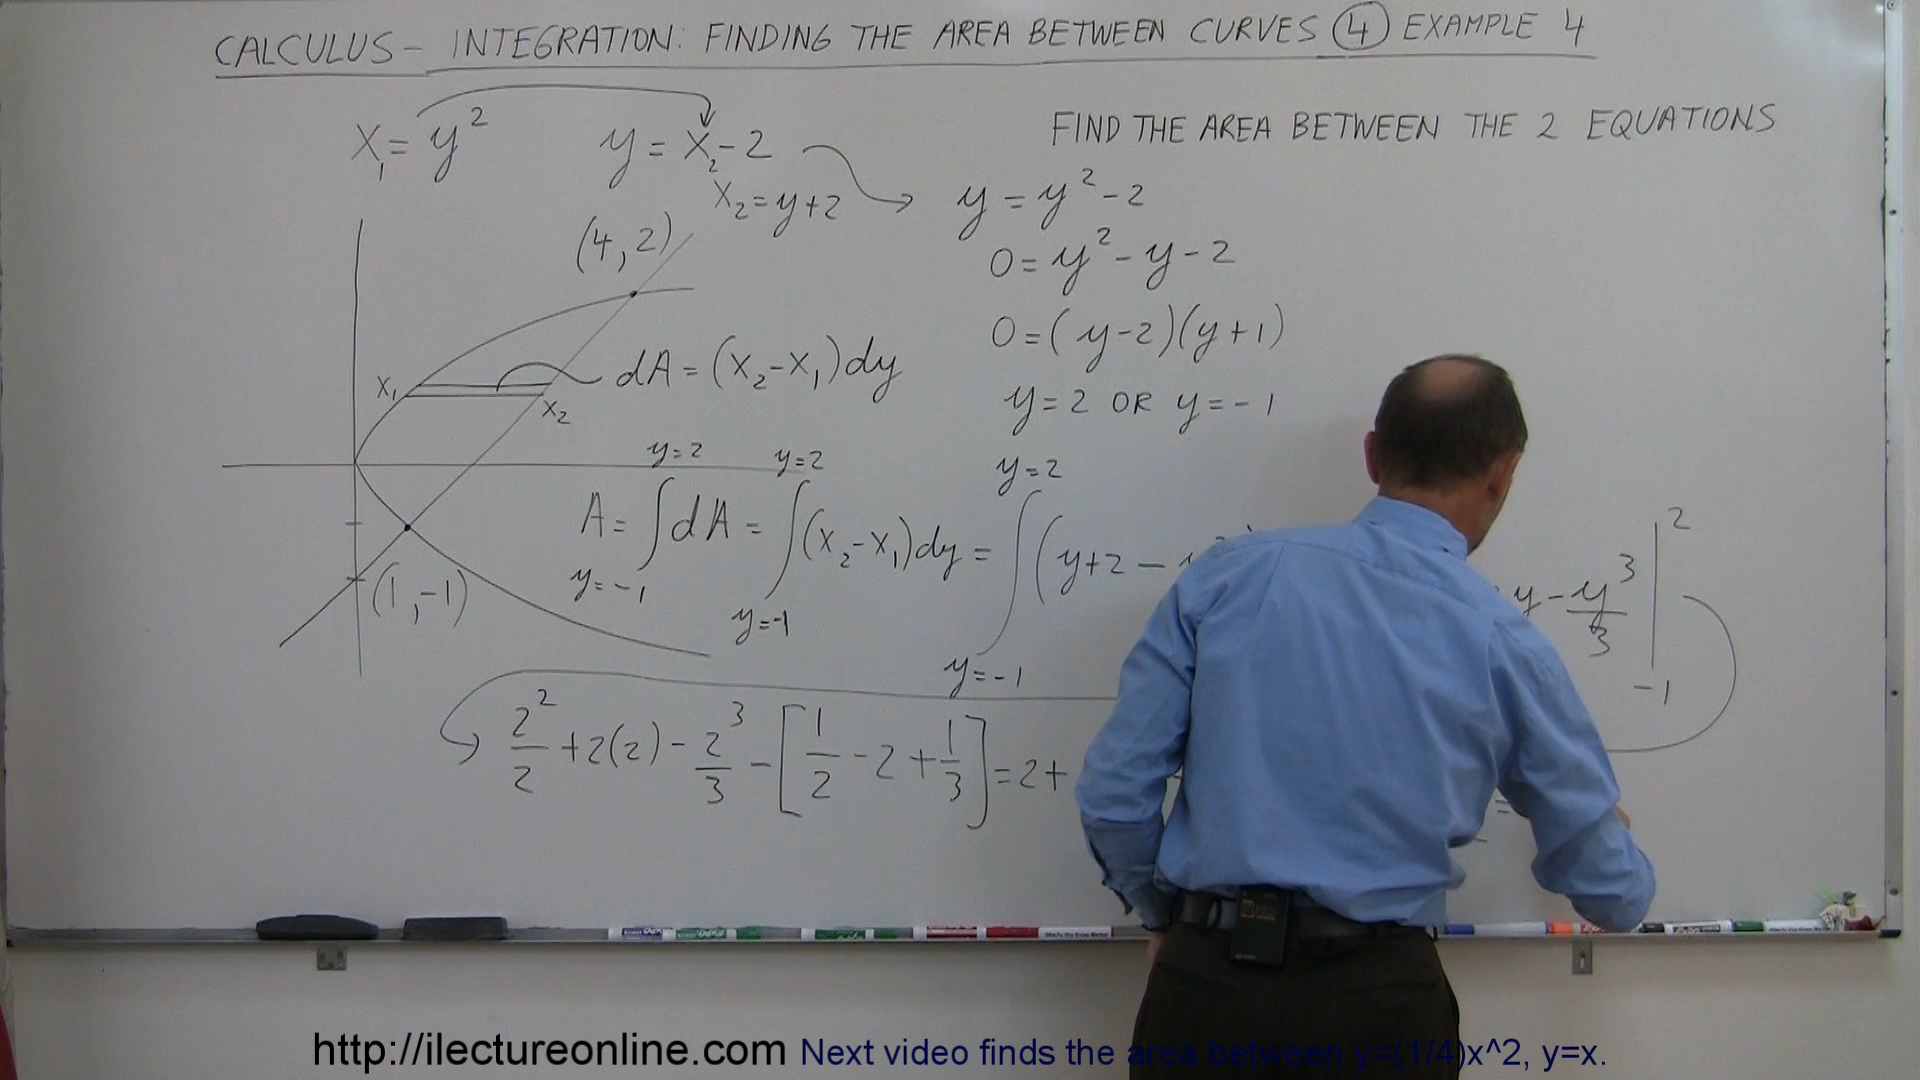 CALCULUS – INTEGRATION: FINDING THE AREA BETWEEN CURVES ④ EXAMPLE 4
FIND THE AREA BETWEEN THE 2 EQUATIONS
x₁ = y²
y = x₂ - 2
x₂ = y + 2
y = y² - 2
0 = y² - y - 2
0 = (y - 2)(y + 1)
y = 2 OR y = -1
(4, 2)
x₁
x₂
(1, -1)
dA = (x₂ - x₁)dy
y=2 y=2 y=2
A = ∫dA = ∫(x₂ - x₁)dy = ∫(y + 2 -
y=-1 y=-1 y=-1
y - y³/3 |
2
-1
2²/2 + 2(2) - 2³/3 - [1/2 - 2 + 1/3] = 2 +
http://ilectureonline.com Next video finds the area between y=(1/4)x^2, y=x.